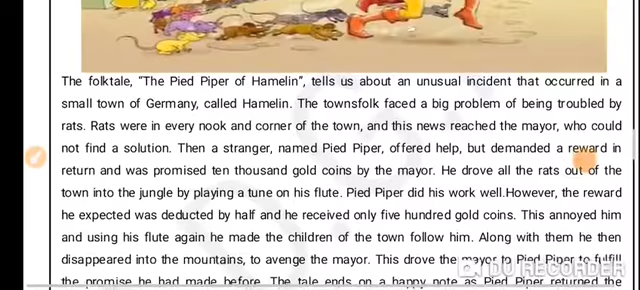 The folktale, “The Pied Piper of Hamelin”, tells us about an unusual incident that occurred in a
small town of Germany, called Hamelin. The townsfolk faced a big problem of being troubled by
rats. Rats were in every nook and corner of the town, and this news reached the mayor, who could
not find a solution. Then a stranger, named Pied Piper, offered help, but demanded a reward in
return and was promised ten thousand gold coins by the mayor. He drove all the rats out of the
town into the jungle by playing a tune on his flute. Pied Piper did his work well.However, the reward
he expected was deducted by half and he received only five hundred gold coins. This annoyed him
and using his flute again he made the children of the town follow him. Along with them he then
disappeared into the mountains, to avenge the mayor. This drove the mayor to Pied Piper to fulfill
the promise he had made before. The tale ends on a happy note as Pied Piper returned the
DU RECORDER